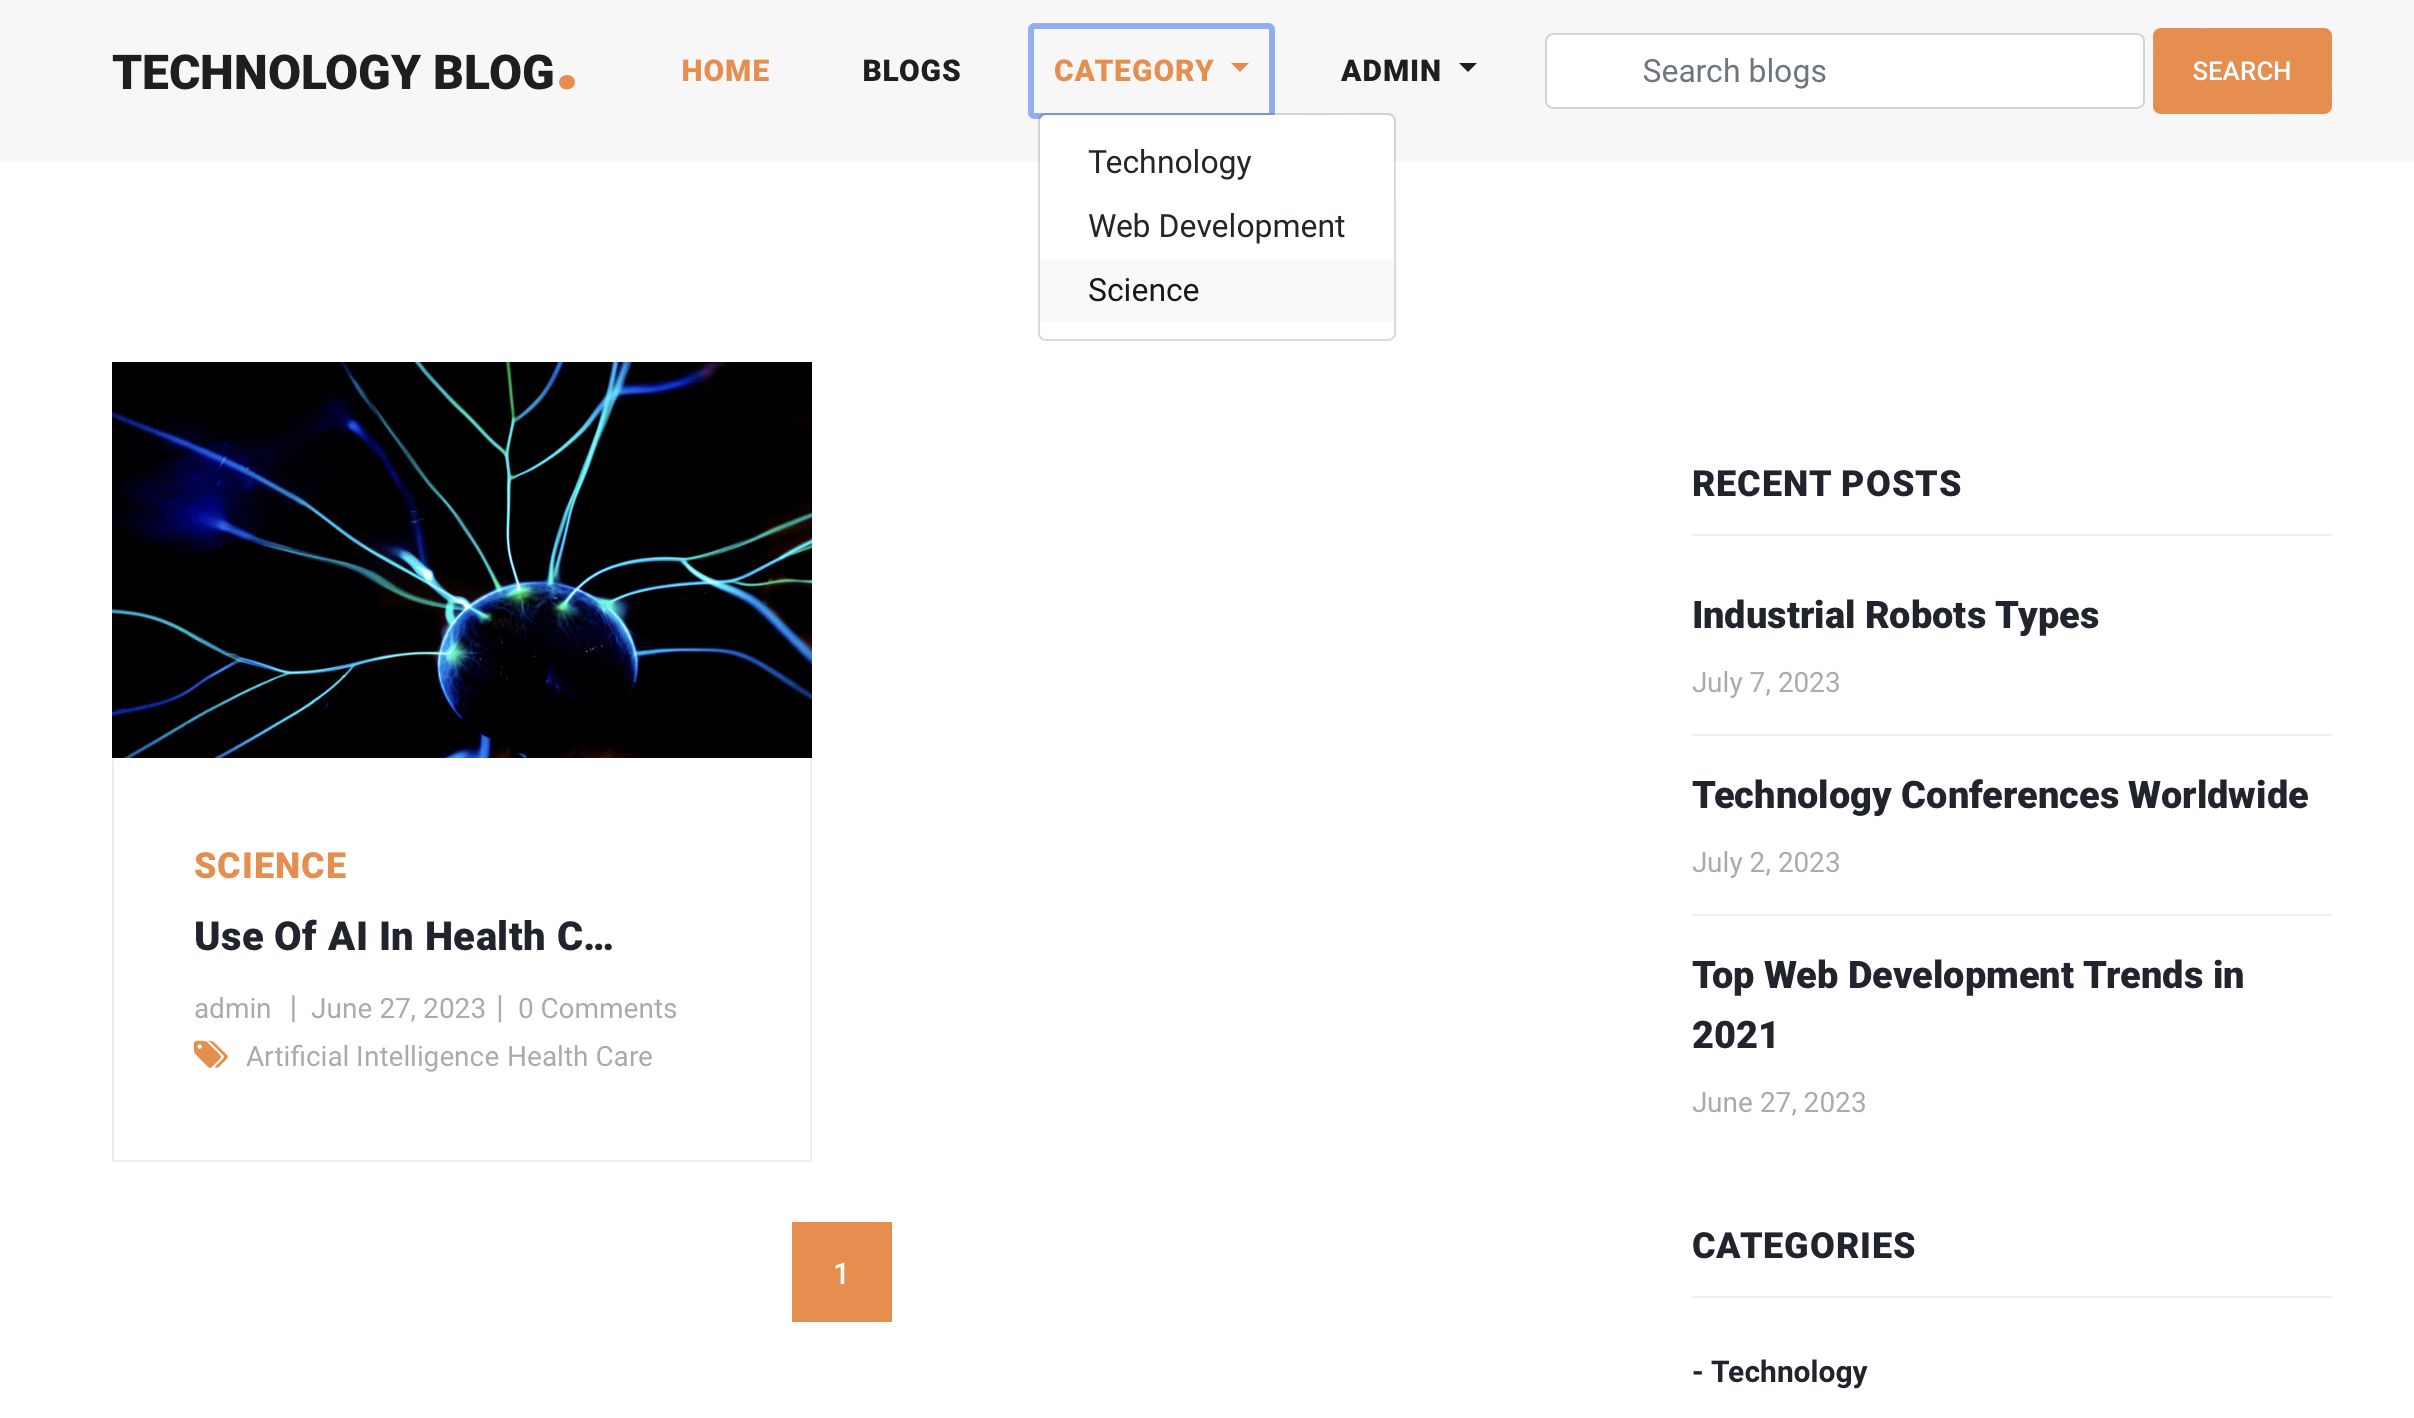 TECHNOLOGY BLOG.
HOME
BLOGS
CATEGORY
ADMIN
Search blogs
SEARCH
Technology
Web Development
Science
SCIENCE
Use Of AI In Health C...
admin | June 27, 2023 | 0 Comments
Artificial Intelligence Health Care
1
RECENT POSTS
Industrial Robots Types
July 7, 2023
Technology Conferences Worldwide
July 2, 2023
Top Web Development Trends in
2021
June 27, 2023
CATEGORIES
- Technology